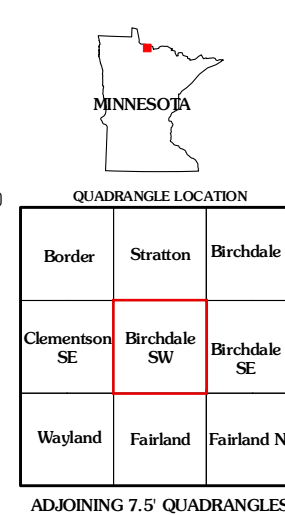 MINNESOTA
QUADRANGLE LOCATION
Border
Stratton
Birchdale
Clementson
SE
Birchdale
SW
Birchdale
SE
Wayland
Fairland
Fairland N
ADJOINING 7.5' QUADRANGLES